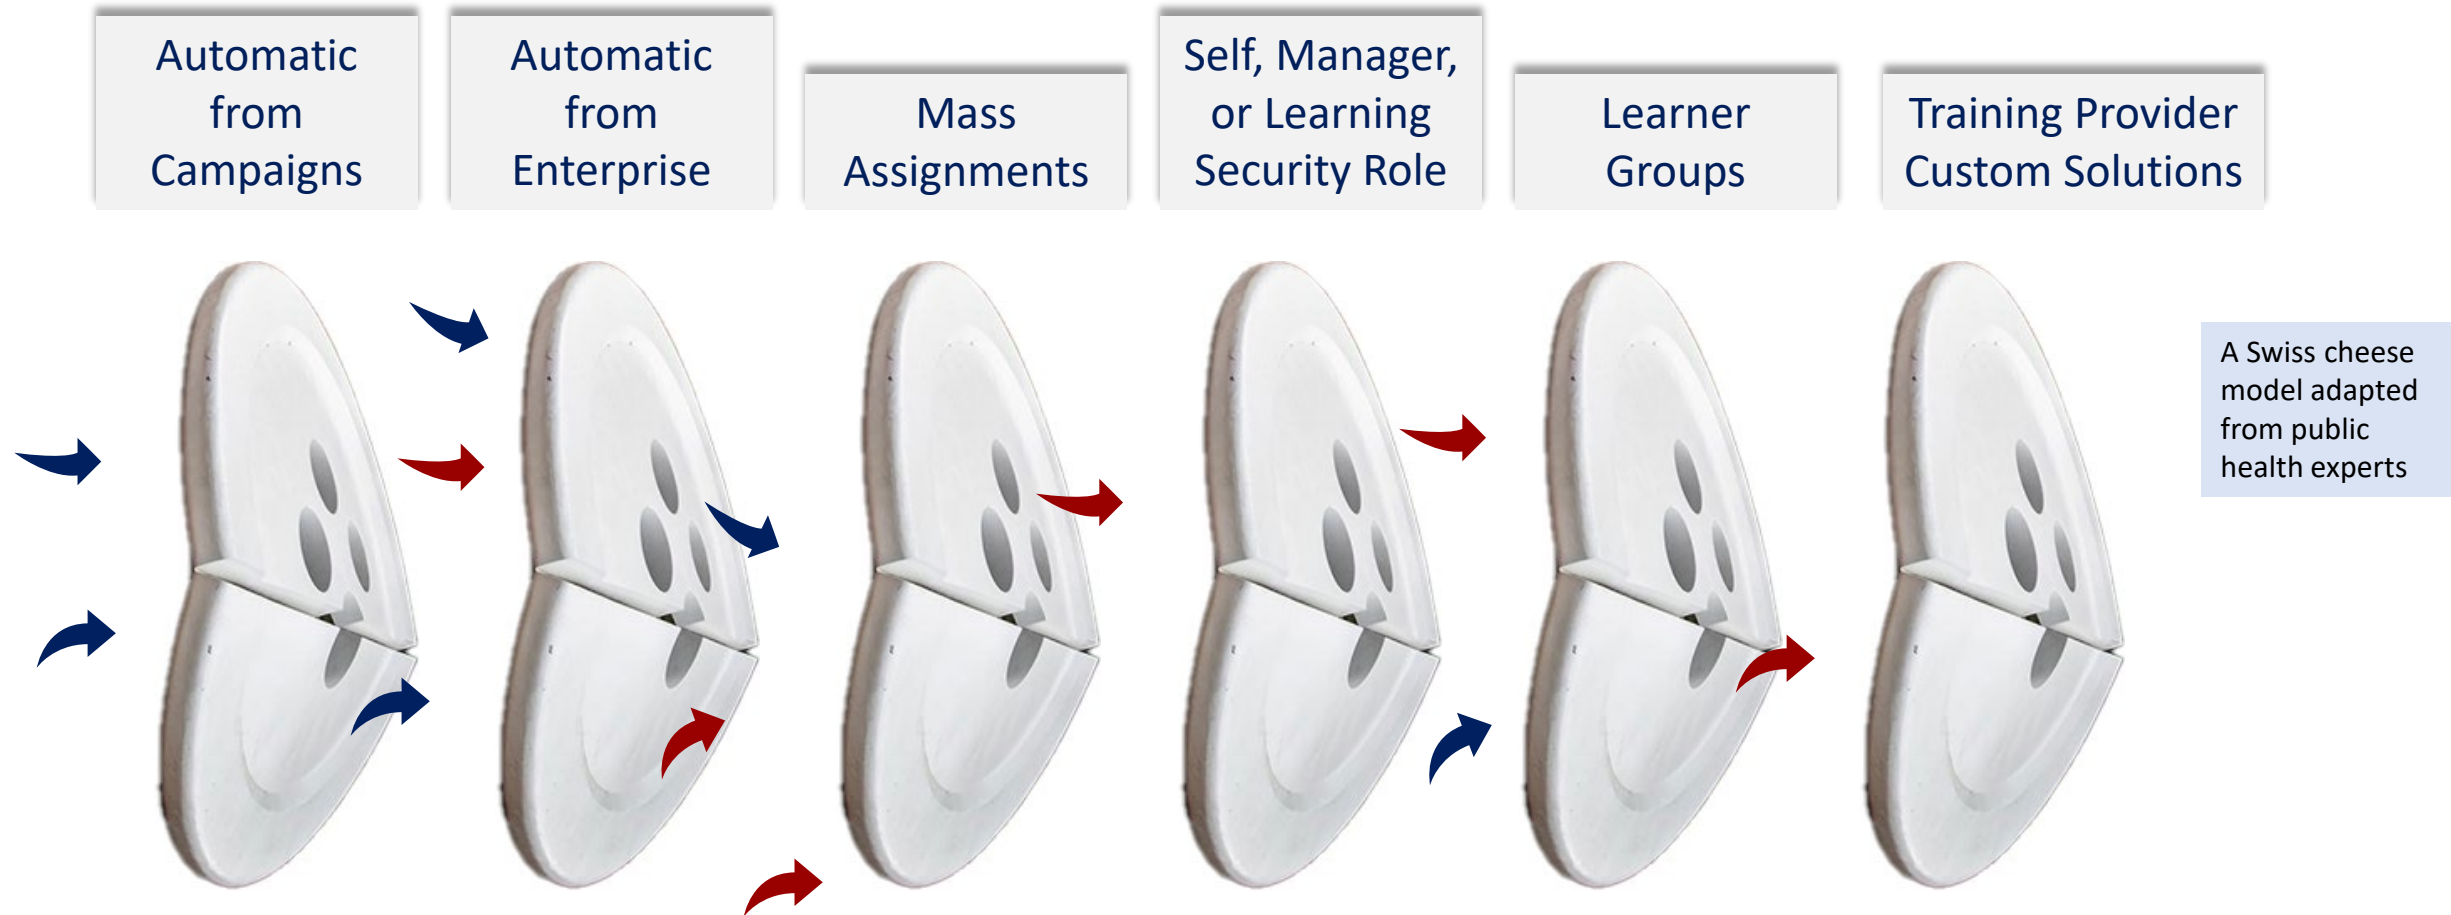 Automatic
from
Campaigns
Automatic
from
Enterprise
Mass
Assignments
Self, Manager,
or Learning
Security Role
Learner
Groups
Training Provider
Custom Solutions
A Swiss cheese
model adapted
from public
health experts